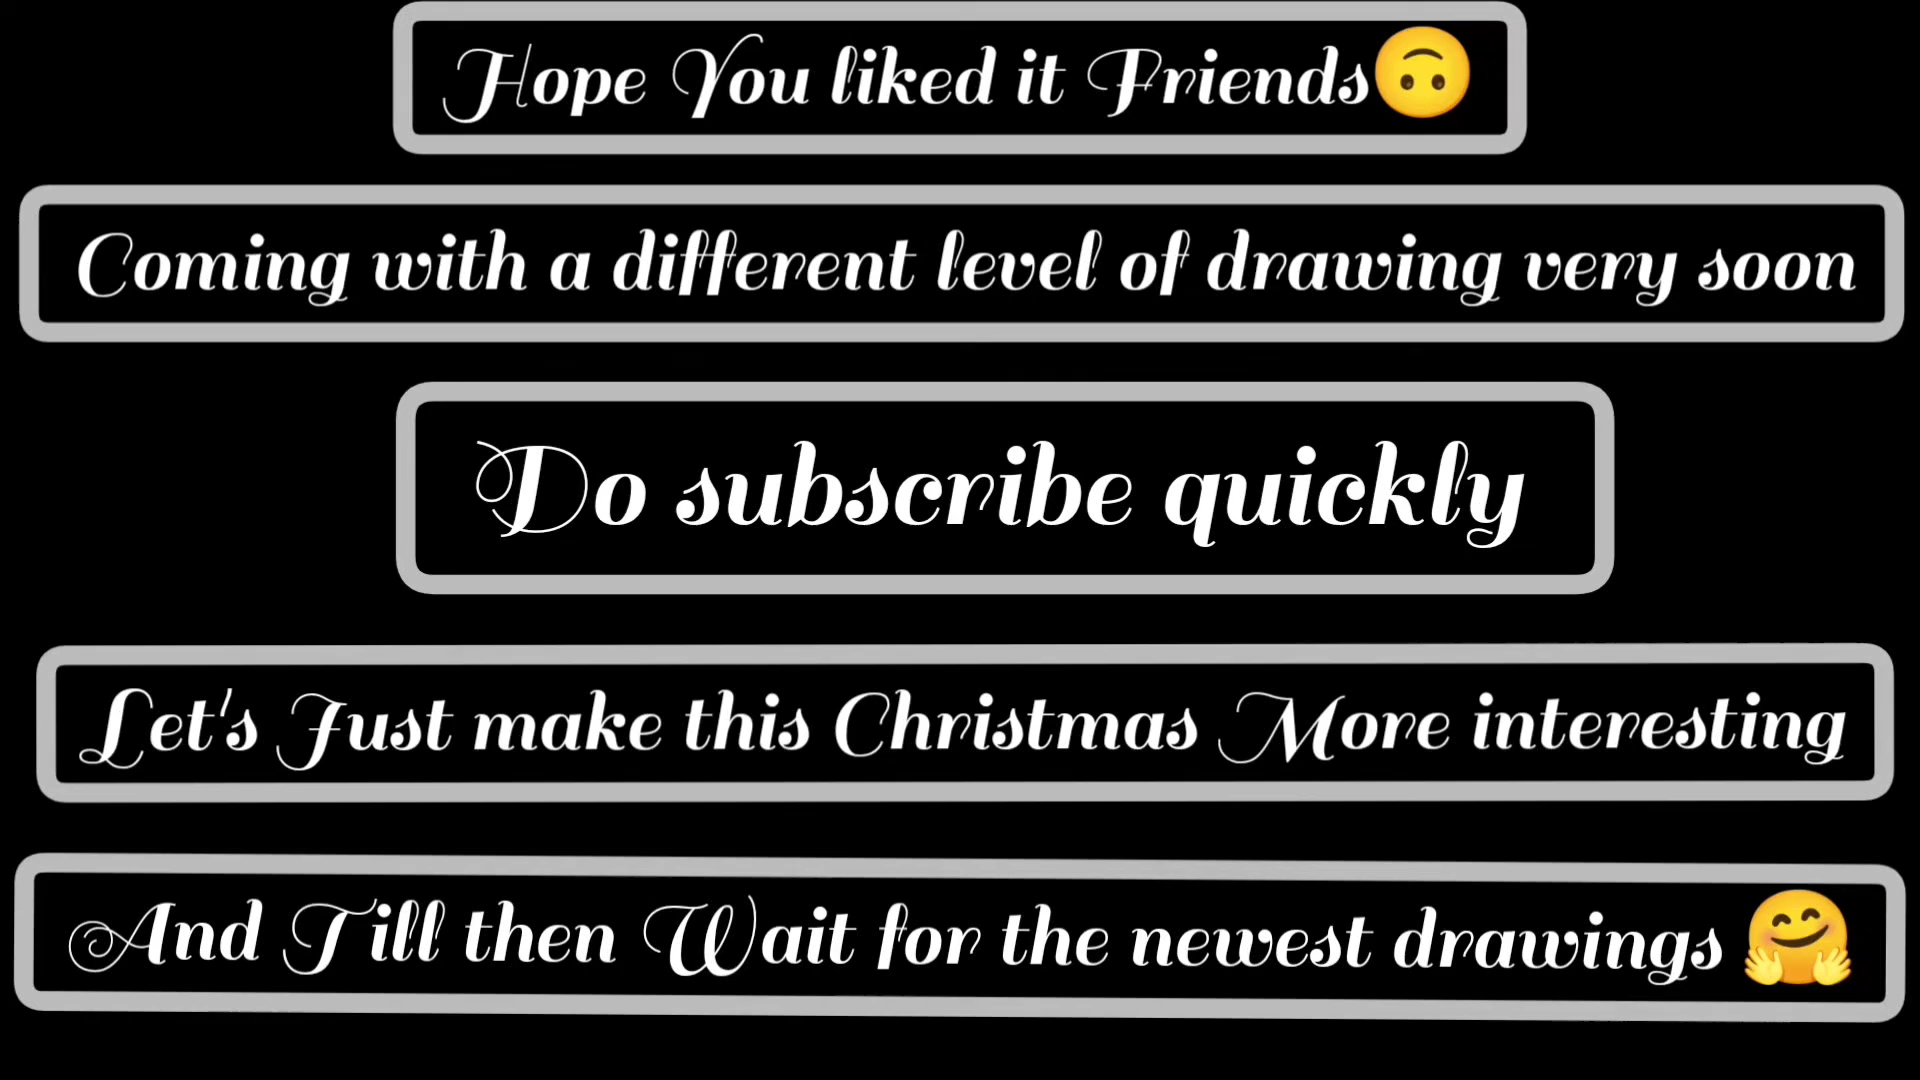 Hope You liked it Friends🙃
Coming with a different level of drawing very soon
Do subscribe quickly
Let's Just make this Christmas More interesting
And Till then Wait for the newest drawings 🤗